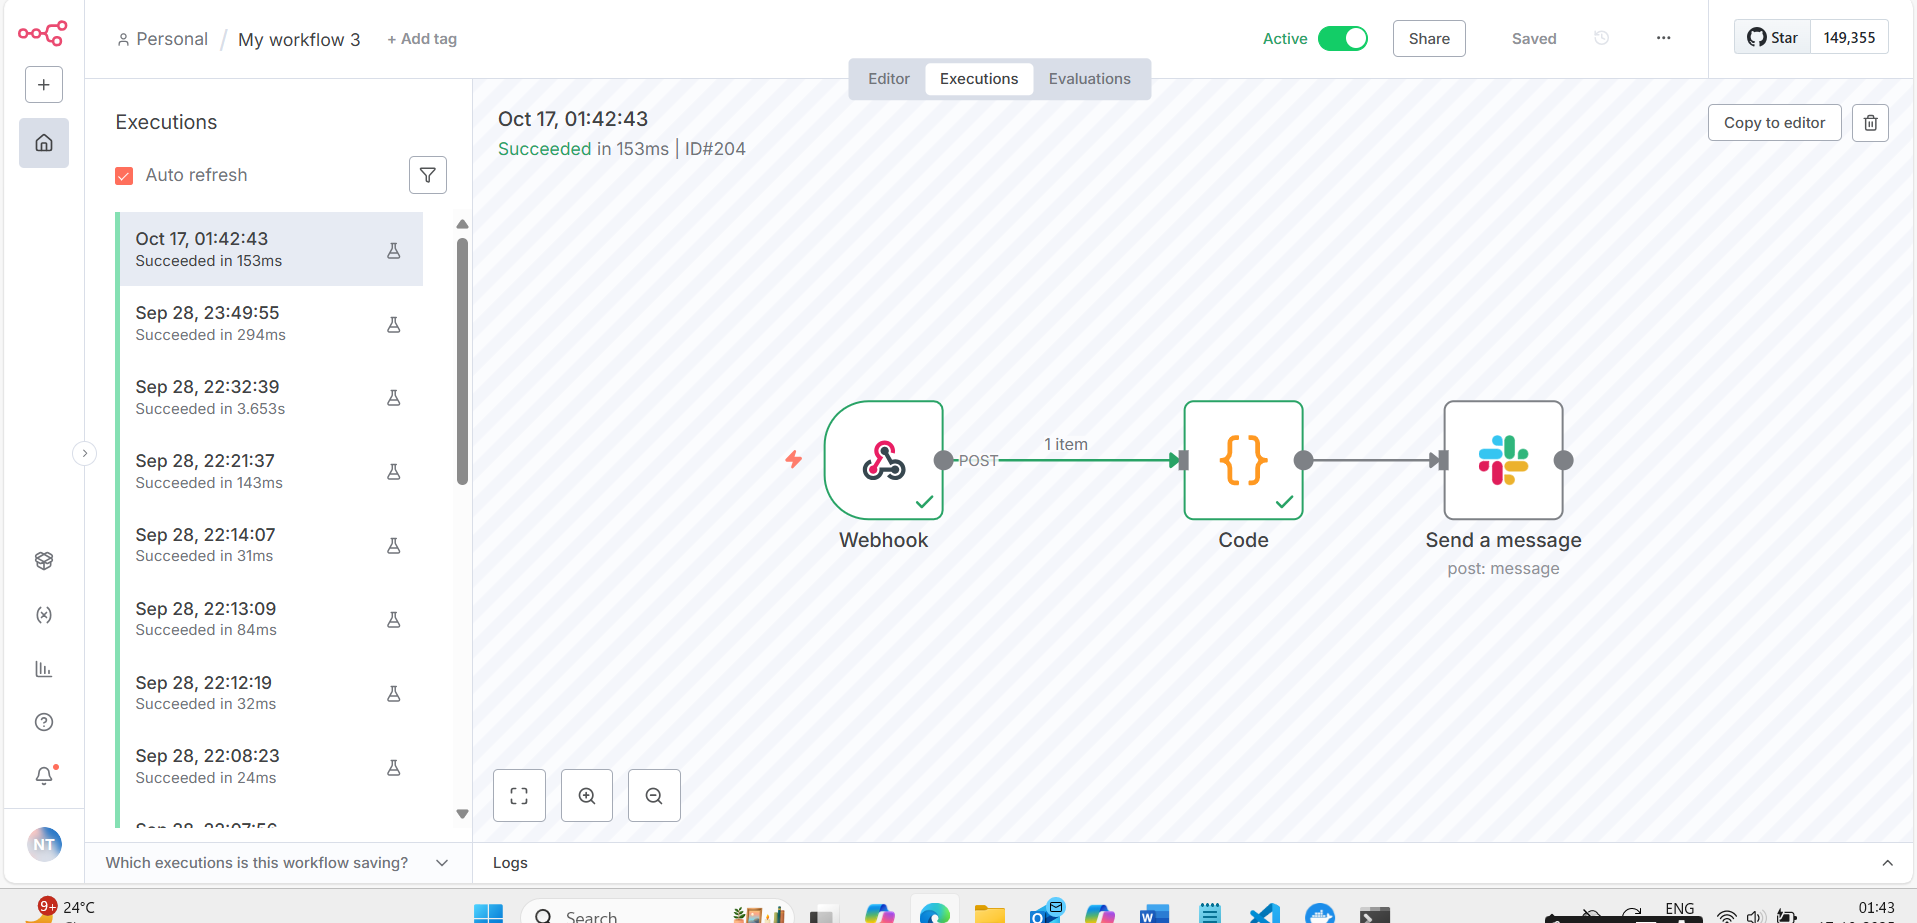 Personal / My workflow 3 + Add tag
Active Share Saved ... Star 149,355
Editor Executions Evaluations
Executions
Auto refresh
Oct 17, 01:42:43
Succeeded in 153ms
Sep 28, 23:49:55
Succeeded in 294ms
Sep 28, 22:32:39
Succeeded in 3.653s
Sep 28, 22:21:37
Succeeded in 143ms
Sep 28, 22:14:07
Succeeded in 31ms
Sep 28, 22:13:09
Succeeded in 84ms
Sep 28, 22:12:19
Succeeded in 32ms
Sep 28, 22:08:23
Succeeded in 24ms
Which executions is this workflow saving?
NT
Oct 17, 01:42:43
Succeeded in 153ms | ID#204
Copy to editor
POST
1 item
Webhook
Code
Send a message
post: message
Logs
9+
24°C
Search
ENG
01:43